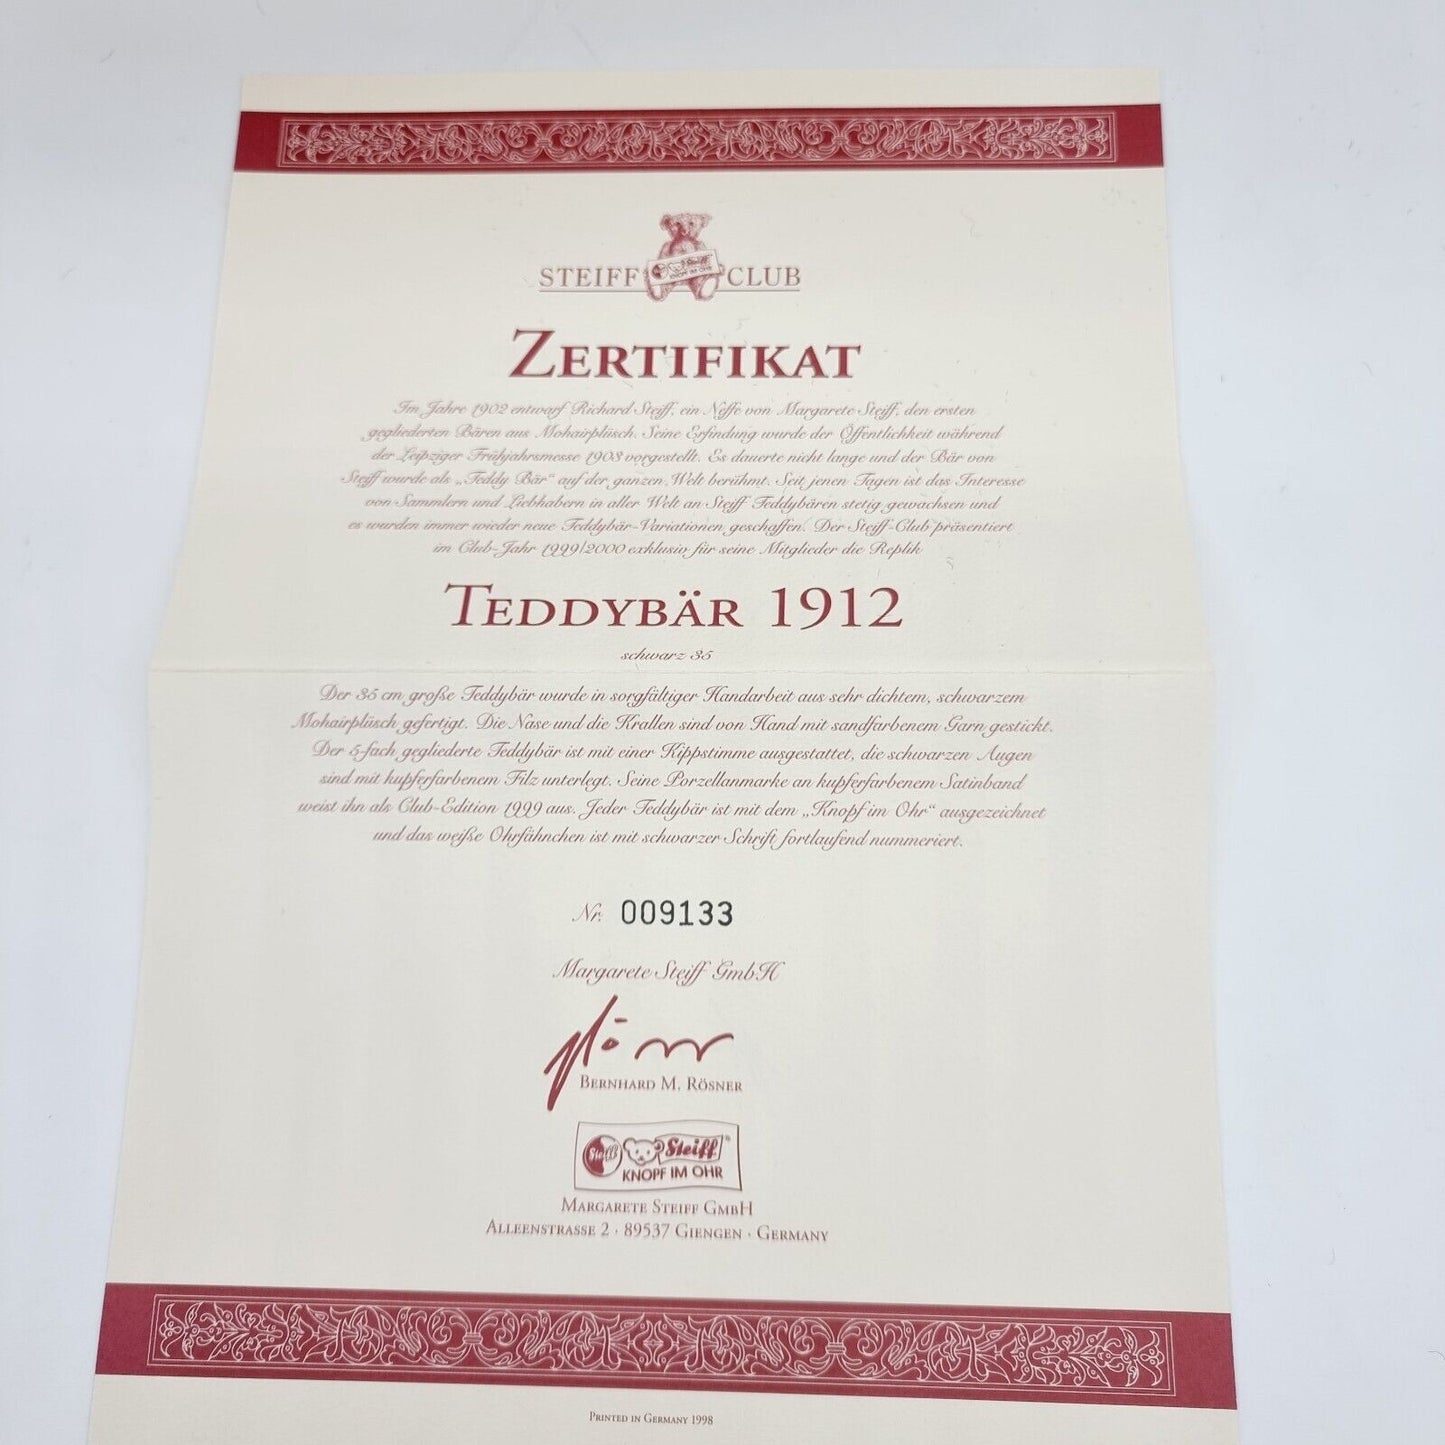 STEIFF CLUB
Steiff
KNOPF IM OHR
ZERTIFIKAT
Im Jahre 1902 entwarf Richard Steiff, ein Neffe von Margarete Steiff, den ersten
gegliederten Bären aus Mohairplüsch. Seine Erfindung wurde der Öffentlichkeit während
der Leipziger Frühjahrsmesse 1903 vorgestellt. Es dauerte nicht lange und der Bär von
Steiff wurde als „Teddy Bär“ auf der ganzen Welt berühmt. Seit jenen Tagen ist das Interesse
von Sammlern und Liebhabern in aller Welt an Steiff Teddybären stetig gewachsen und
es wurden immer wieder neue Teddybär-Variationen geschaffen. Der Steiff-Club präsentiert
im Club-Jahr 1999/2000 exklusiv für seine Mitglieder die Replik
TEDDYBÄR 1912
schwarz 35
Der 35 cm große Teddybär wurde in sorgfältiger Handarbeit aus sehr dichtem, schwarzem
Mohairplüsch gefertigt. Die Nase und die Krallen sind von Hand mit sandfarbenem Garn gestickt.
Der 5-fach gegliederte Teddybär ist mit einer Kippstimme ausgestattet, die schwarzen Augen
sind mit kupferfarbenem Filz unterlegt. Seine Porzellanmarke an kupferfarbenem Satinband
weist ihn als Club-Edition 1999 aus. Jeder Teddybär ist mit dem „Knopf im Ohr“ ausgezeichnet
und das weiße Ohrfähnchen ist mit schwarzer Schrift fortlaufend nummeriert.
Nr. 009133
Margarete Steiff GmbH
BERNHARD M. RÖSNER
Steiff Steiff®
KNOPF IM OHR
MARGARETE STEIFF GMBH
ALLEENSTRASSE 2 · 89537 GIENGEN · GERMANY
PRINTED IN GERMANY 1998